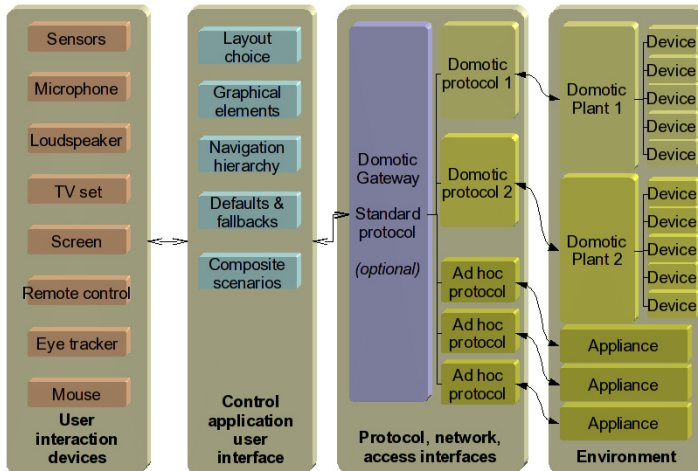 Sensors
Microphone
Loudspeaker
TV set
Screen
Remote control
Eye tracker
Mouse
User
interaction
devices
Layout
choice
Graphical
elements
Navigation
hierarchy
Defaults &
fallbacks
Composite
scenarios
Control
application
user
interface
Domotic
Gateway
Standard
protocol
(optional)
Domotic
protocol 1
Domotic
protocol 2
Ad hoc
protocol
Ad hoc
protocol
Ad hoc
protocol
Protocol, network,
access interfaces
Domotic
Plant 1
Device
Device
Device
Device
Device
Domotic
Plant 2
Device
Device
Device
Device
Device
Appliance
Appliance
Appliance
Environment